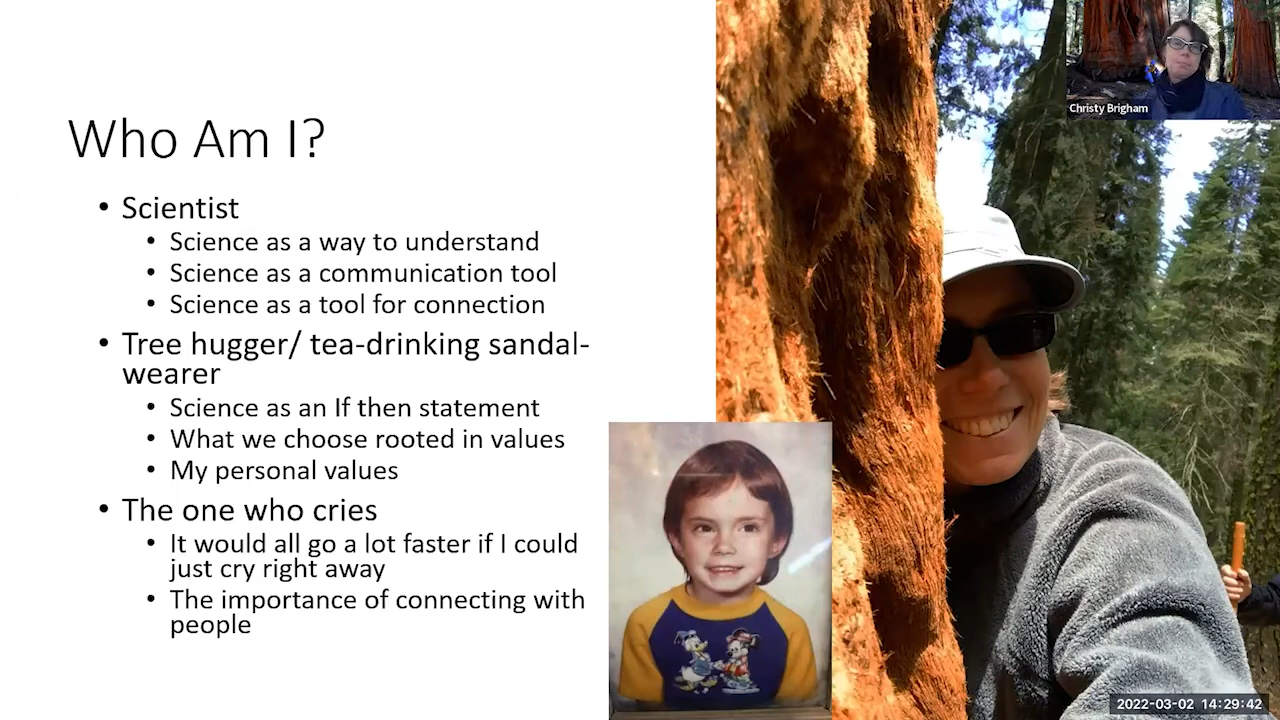 Christy Brigham
Who Am I?
• Scientist
• Science as a way to understand
• Science as a communication tool
• Science as a tool for connection
• Tree hugger/ tea-drinking sandal-
wearer
• Science as an If then statement
• What we choose rooted in values
• My personal values
• The one who cries
• It would all go a lot faster if I could
just cry right away
• The importance of connecting with
people
2022-03-02 14:29:42